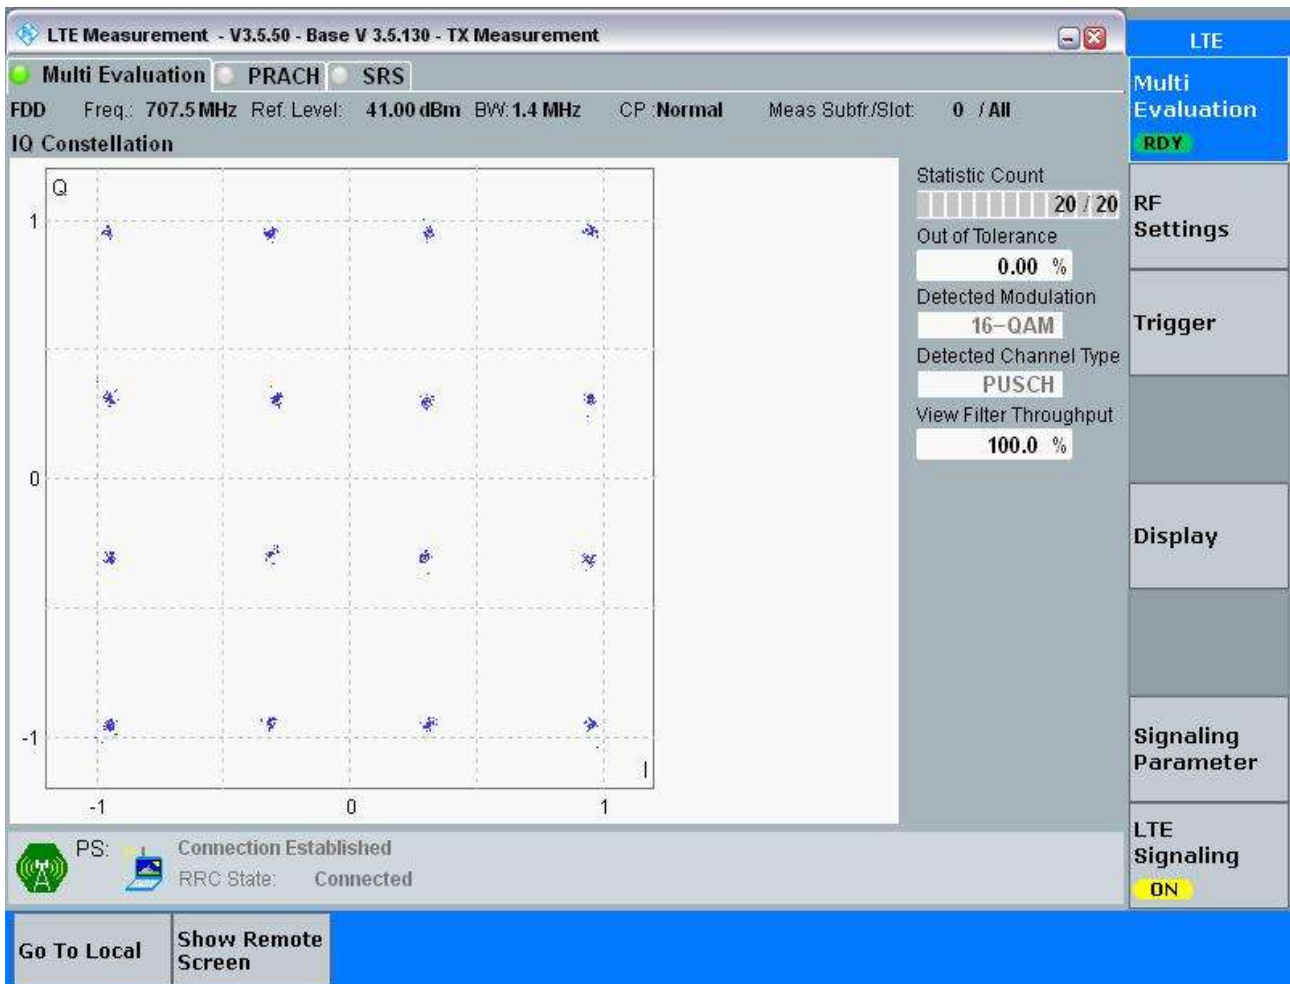 LTE Measurement - V3.5.50 - Base V 3.5.130 - TX Measurement
LTE
Multi Evaluation PRACH SRS
FDD Freq.: 707.5 MHz Ref. Level: 41.00 dBm BW: 1.4 MHz CP :Normal Meas Subfr./Slot: 0 / All
IQ Constellation
Q
1
0
-1
I
-1 0 1
Statistic Count
20 / 20
Out of Tolerance
0.00 %
Detected Modulation
16-QAM
Detected Channel Type
PUSCH
View Filter Throughput
100.0 %
Multi
Evaluation
RDY
RF
Settings
Trigger
Display
Signaling
Parameter
LTE
Signaling
ON
PS: Connection Established
RRC State: Connected
Go To Local
Show Remote
Screen